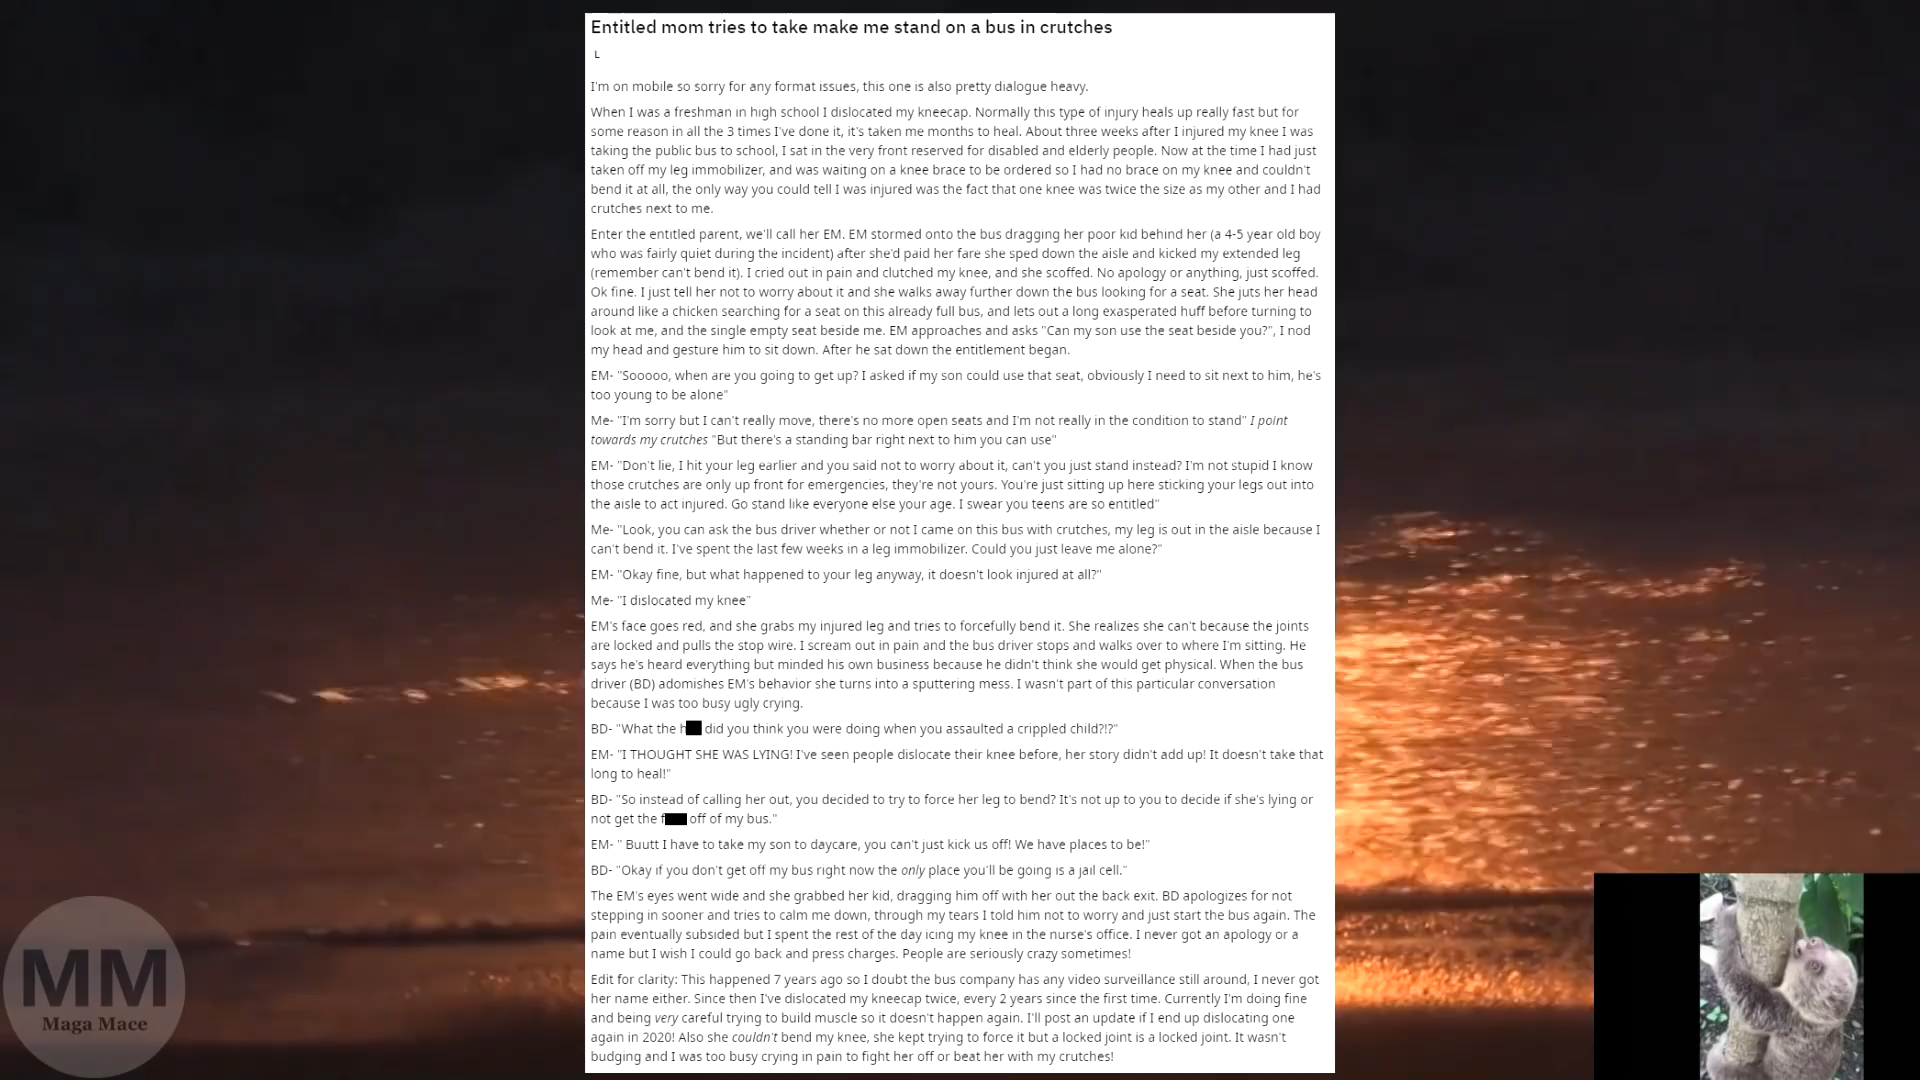 Entitled mom tries to take make me stand on a bus in crutches
L
I'm on mobile so sorry for any format issues, this one is also pretty dialogue heavy.
When I was a freshman in high school I dislocated my kneecap. Normally this type of injury heals up really fast but for
some reason in all the 3 times I've done it, it's taken me months to heal. About three weeks after I injured my knee I was
taking the public bus to school, I sat in the very front reserved for disabled and elderly people. Now at the time I had just
taken off my leg immobilizer, and was waiting on a knee brace to be ordered so I had no brace on my knee and couldn't
bend it at all, the only way you could tell I was injured was the fact that one knee was twice the size as my other and I had
crutches next to me.
Enter the entitled parent, we'll call her EM. EM stormed onto the bus dragging her poor kid behind her (a 4-5 year old boy
who was fairly quiet during the incident) after she'd paid her fare she sped down the aisle and kicked my extended leg
(remember can't bend it). I cried out in pain and clutched my knee, and she scoffed. No apology or anything, just scoffed.
Ok fine. I just tell her not to worry about it and she walks away further down the bus looking for a seat. She juts her head
around like a chicken searching for a seat on this already full bus, and lets out a long exasperated huff before turning to
look at me, and the single empty seat beside me. EM approaches and asks "Can my son use the seat beside you?", I nod
my head and gesture him to sit down. After he sat down the entitlement began.
EM- "Sooooo, when are you going to get up? I asked if my son could use that seat, obviously I need to sit next to him, he's
too young to be alone"
Me- "I'm sorry but I can't really move, there's no more open seats and I'm not really in the condition to stand" I point
towards my crutches "But there's a standing bar right next to him you can use"
EM- "Don't lie, I hit your leg earlier and you said not to worry about it, can't you just stand instead? I'm not stupid I know
those crutches are only up front for emergencies, they're not yours. You're just sitting up here sticking your legs out into
the aisle to act injured. Go stand like everyone else your age. I swear you teens are so entitled"
Me- "Look, you can ask the bus driver whether or not I came on this bus with crutches, my leg is out in the aisle because I
can't bend it. I've spent the last few weeks in a leg immobilizer. Could you just leave me alone?"
EM- "Okay fine, but what happened to your leg anyway, it doesn't look injured at all?"
Me- "I dislocated my knee"
EM's face goes red, and she grabs my injured leg and tries to forcefully bend it. She realizes she can't because the joints
are locked and pulls the stop wire. I scream out in pain and the bus driver stops and walks over to where I'm sitting. He
says he's heard everything but minded his own business because he didn't think she would get physical. When the bus
driver (BD) adomishes EM's behavior she turns into a sputtering mess. I wasn't part of this particular conversation
because I was too busy ugly crying.
BD- "What the h did you think you were doing when you assaulted a crippled child?!?"
EM- "I THOUGHT SHE WAS LYING! I've seen people dislocate their knee before, her story didn't add up! It doesn't take that
long to heal!"
BD- "So instead of calling her out, you decided to try to force her leg to bend? It's not up to you to decide if she's lying or
not get the f off of my bus."
EM- " Buutt I have to take my son to daycare, you can't just kick us off! We have places to be!"
BD- "Okay if you don't get off my bus right now the only place you'll be going is a jail cell."
The EM's eyes went wide and she grabbed her kid, dragging him off with her out the back exit. BD apologizes for not
stepping in sooner and tries to calm me down, through my tears I told him not to worry and just start the bus again. The
pain eventually subsided but I spent the rest of the day icing my knee in the nurse's office. I never got an apology or a
name but I wish I could go back and press charges. People are seriously crazy sometimes!
Edit for clarity: This happened 7 years ago so I doubt the bus company has any video surveillance still around, I never got
her name either. Since then I've dislocated my kneecap twice, every 2 years since the first time. Currently I'm doing fine
and being very careful trying to build muscle so it doesn't happen again. I'll post an update if I end up dislocating one
again in 2020! Also she couldn't bend my knee, she kept trying to force it but a locked joint is a locked joint. It wasn't
budging and I was too busy crying in pain to fight her off or beat her with my crutches!
MM
Maga Mace